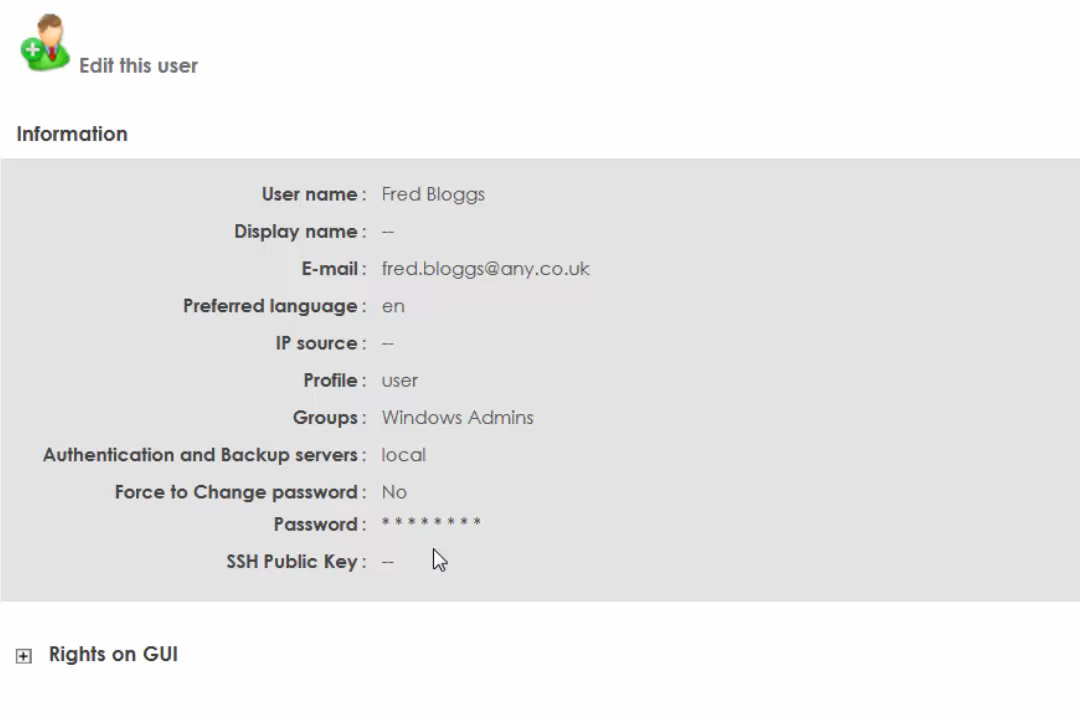 Edit this user
Information
User name : Fred Bloggs
Display name : --
E-mail : fred.bloggs@any.co.uk
Preferred language : en
IP source : --
Profile : user
Groups : Windows Admins
Authentication and Backup servers : local
Force to Change password : No
Password : * * * * * * * *
SSH Public Key : --
Rights on GUI